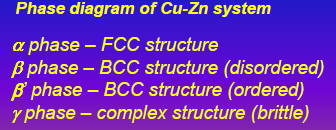 Phase diagram of Cu-Zn system
α phase – FCC structure
β phase – BCC structure (disordered)
β' phase – BCC structure (ordered)
γ phase – complex structure (brittle)